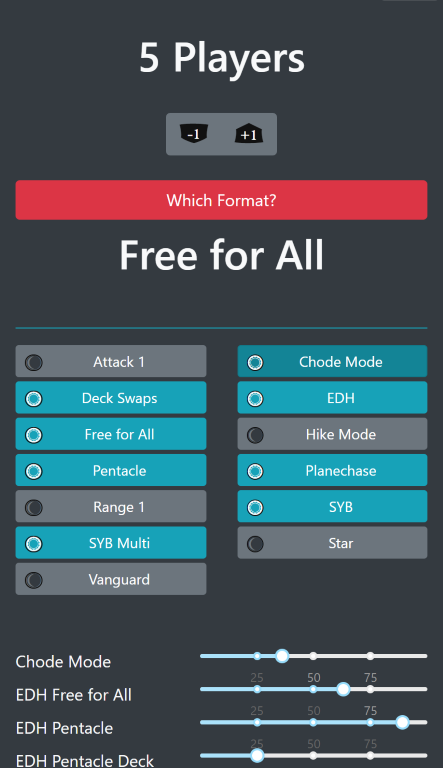 5 Players
-1 +1
Which Format?
Free for All
Attack 1
Chode Mode
Deck Swaps
EDH
Free for All
Hike Mode
Pentacle
Planechase
Range 1
SYB
SYB Multi
Star
Vanguard
Chode Mode
25 50 75
EDH Free for All
25 50 75
EDH Pentacle
25 50 75
EDH Pentacle Deck